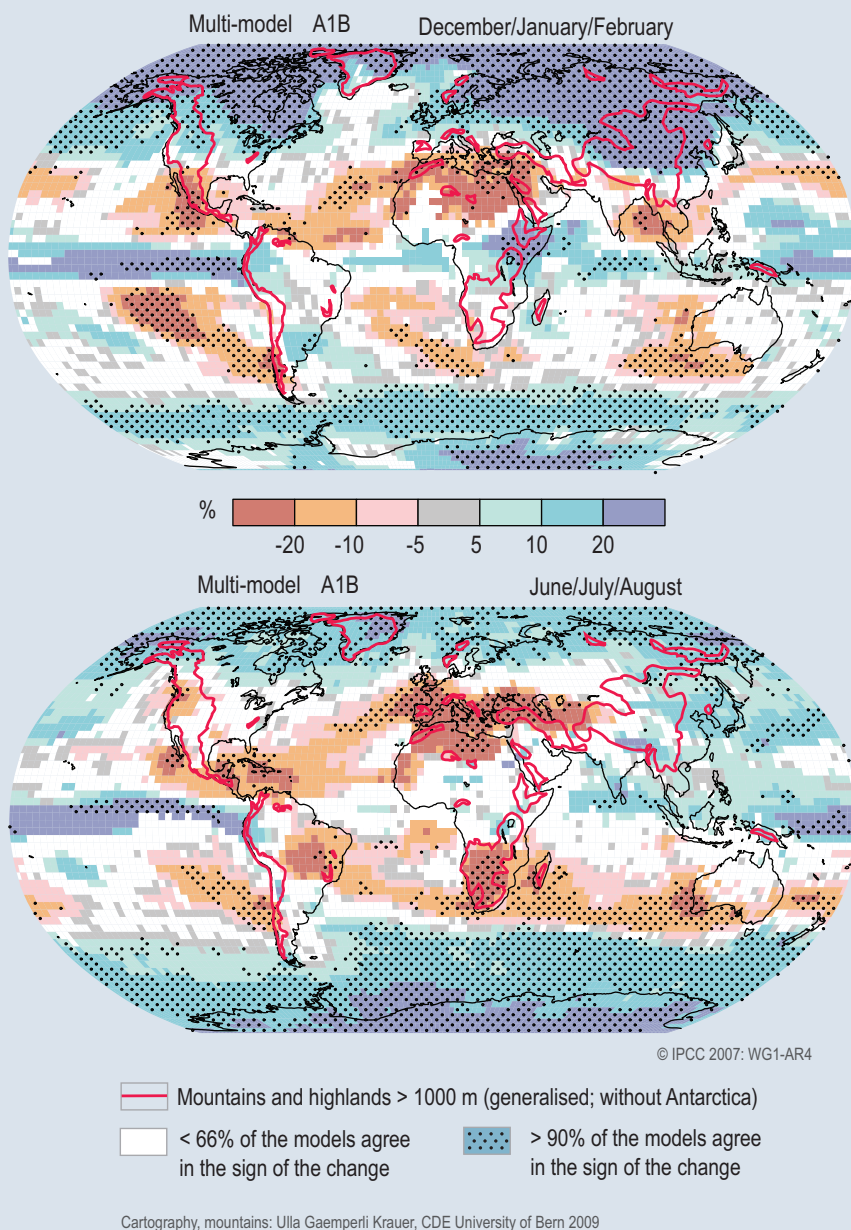 Multi-model A1B December/January/February
%
-20 -10 -5 5 10 20
Multi-model A1B June/July/August
© IPCC 2007: WG1-AR4
Mountains and highlands > 1000 m (generalised; without Antarctica)
< 66% of the models agree
in the sign of the change
> 90% of the models agree
in the sign of the change
Cartography, mountains: Ulla Gaemperli Krauer, CDE University of Bern 2009